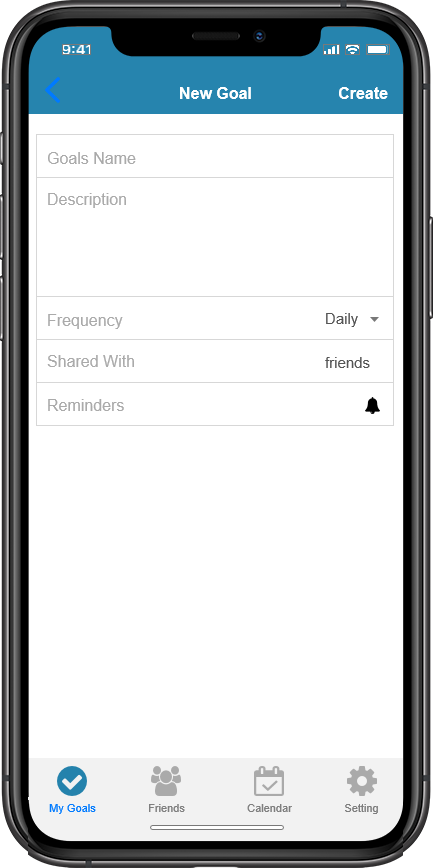 9:41
New Goal Create
Goals Name
Description
Frequency Daily
Shared With friends
Reminders
My Goals Friends Calendar Setting